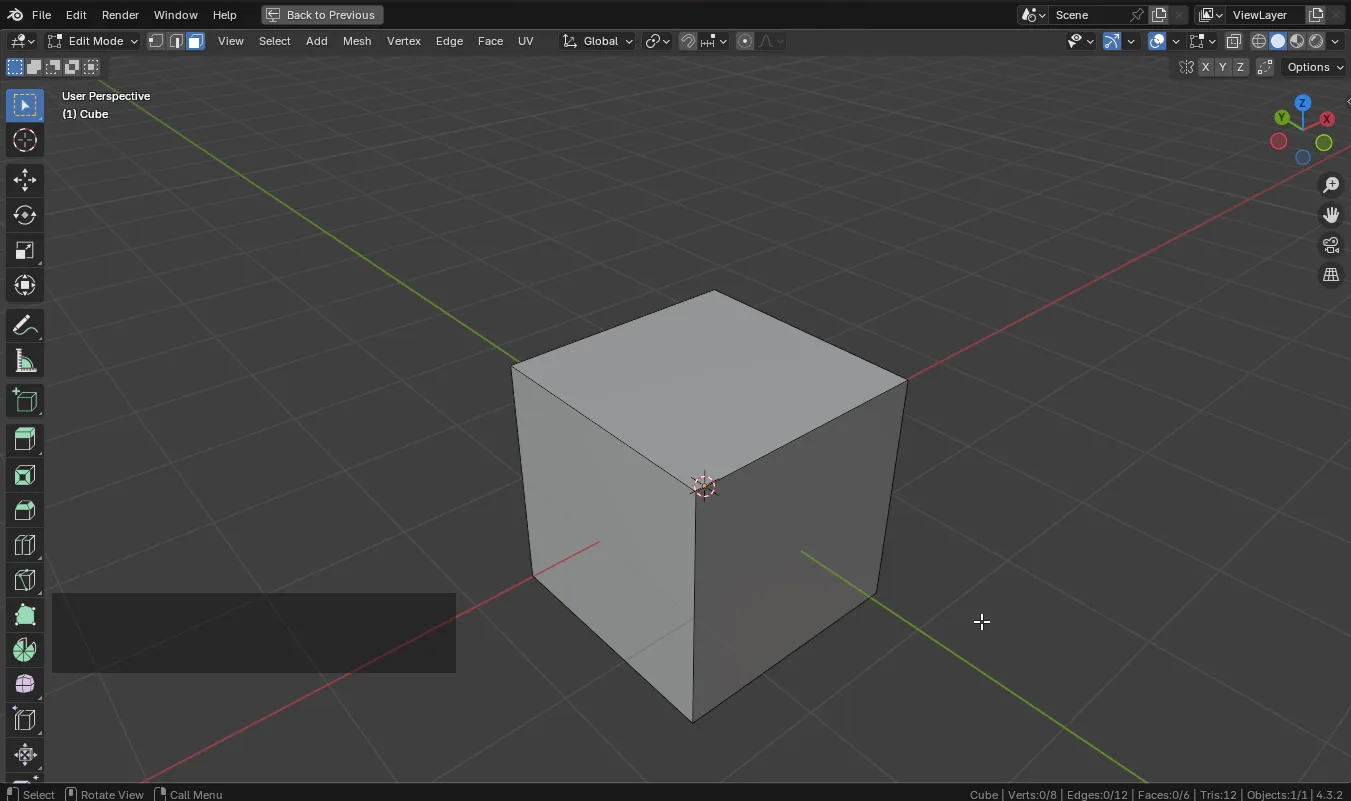 File Edit Render Window Help Back to Previous Scene ViewLayer
Edit Mode View Select Add Mesh Vertex Edge Face UV Global
X Y Z Options
User Perspective
(1) Cube
Z
Y X
Select Rotate View Call Menu Cube | Verts:0/8 | Edges:0/12 | Faces:0/6 | Tris:12 | Objects:1/1 | 4.3.2